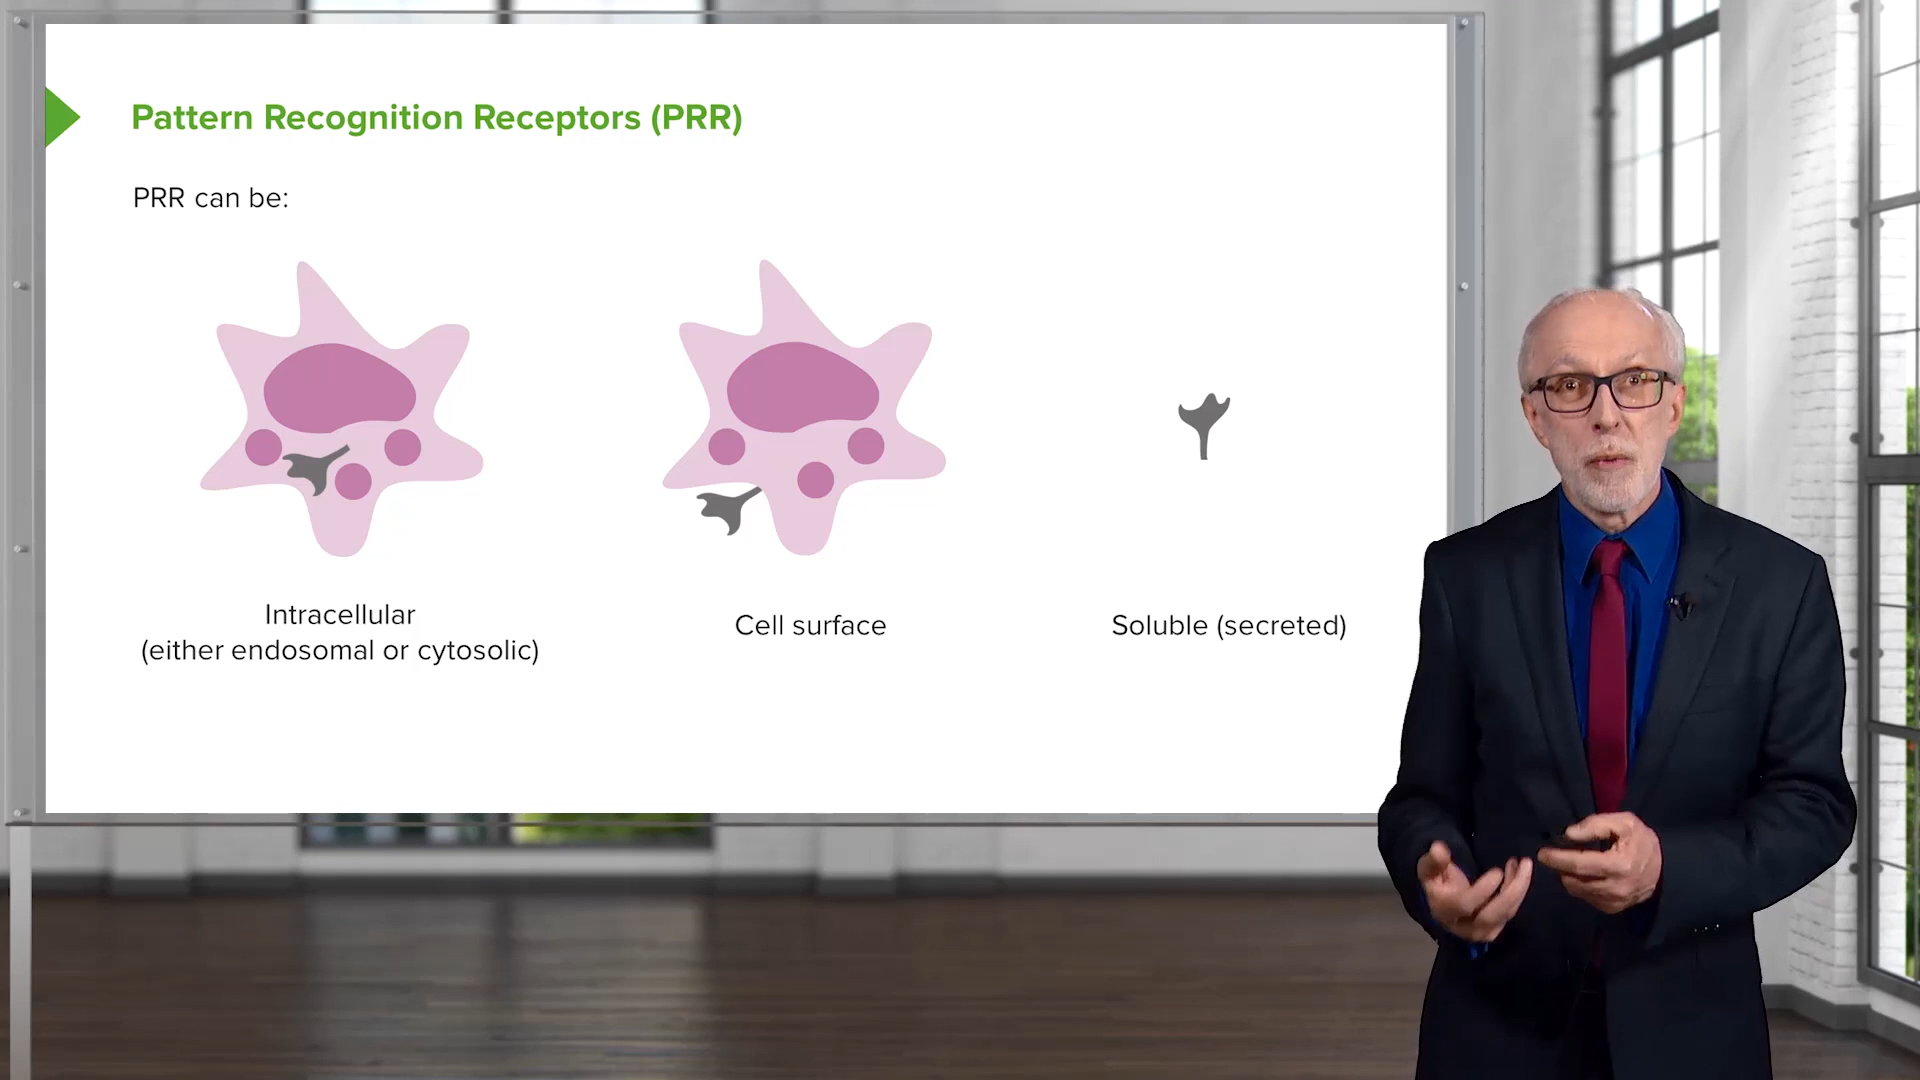 Pattern Recognition Receptors (PRR)
PRR can be:
Intracellular
(either endosomal or cytosolic)
Cell surface
Soluble (secreted)